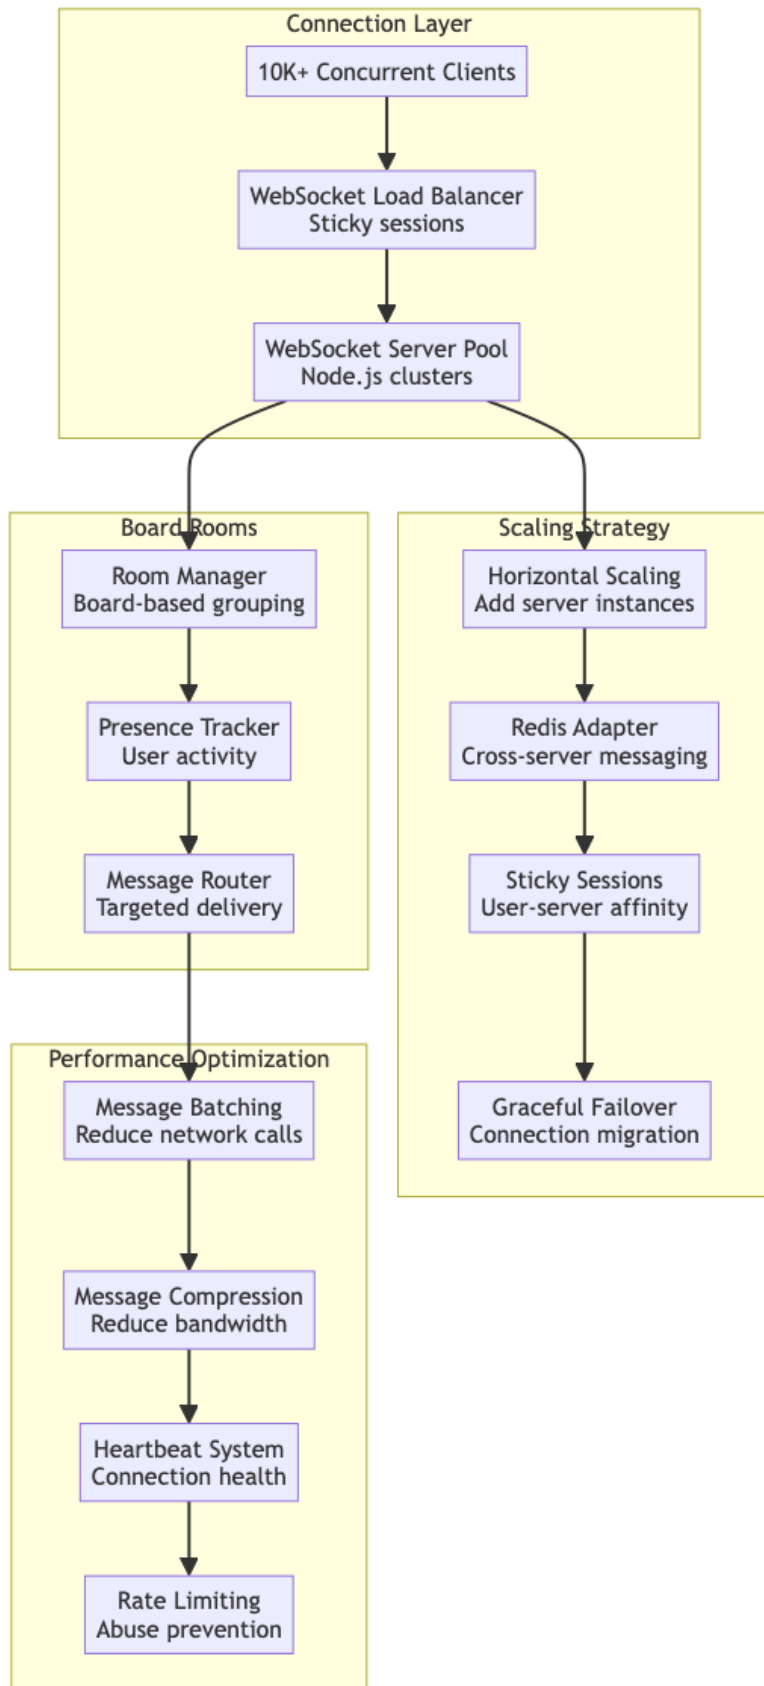 Connection Layer
10K+ Concurrent Clients
WebSocket Load Balancer
Sticky sessions
WebSocket Server Pool
Node.js clusters
Board Rooms
Room Manager
Board-based grouping
Presence Tracker
User activity
Message Router
Targeted delivery
Scaling Strategy
Horizontal Scaling
Add server instances
Redis Adapter
Cross-server messaging
Sticky Sessions
User-server affinity
Graceful Failover
Connection migration
Performance Optimization
Message Batching
Reduce network calls
Message Compression
Reduce bandwidth
Heartbeat System
Connection health
Rate Limiting
Abuse prevention